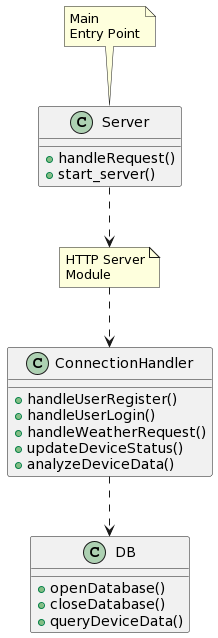 Main
Entry Point
C Server
handleRequest()
start_server()
HTTP Server
Module
C ConnectionHandler
handleUserRegister()
handleUserLogin()
handleWeatherRequest()
updateDeviceStatus()
analyzeDeviceData()
C DB
openDatabase()
closeDatabase()
queryDeviceData()